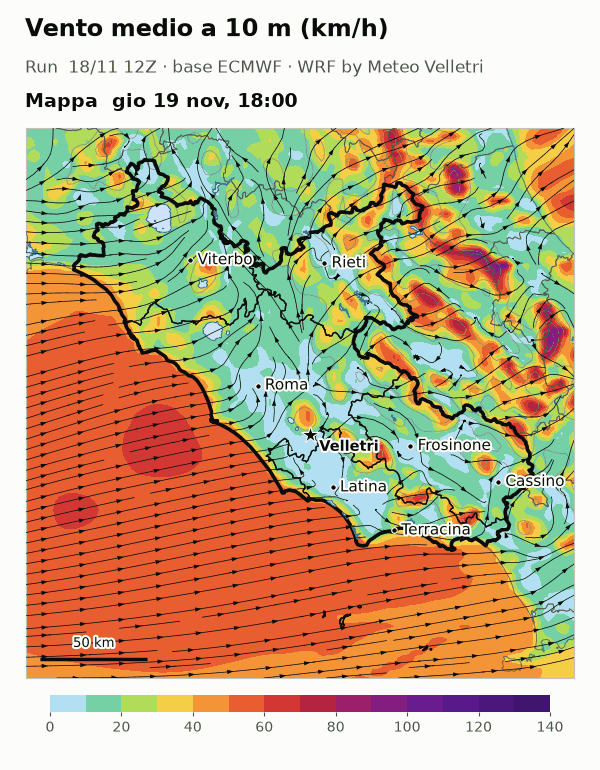 Vento medio a 10 m (km/h)
Run 18/11 12Z · base ECMWF · WRF by Meteo Velletri
Mappa gio 19 nov, 18:00
Viterbo
Rieti
Roma
Velletri
Frosinone
Cassino
Latina
Terracina
50 km
0 20 40 60 80 100 120 140